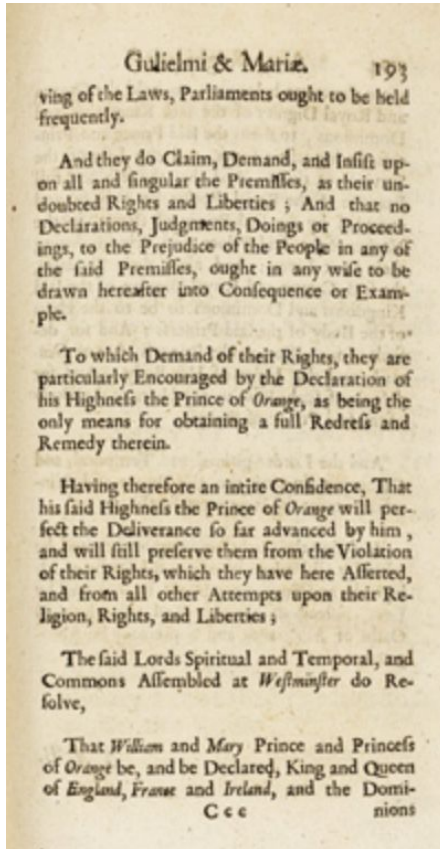 Gulielmi & Mariæ. 193
ving of the Laws, Parliaments ought to be held
frequently.
And they do Claim, Demand, and Inſiſt up-
on all and ſingular the Premiſſes, as their un-
doubted Rights and Liberties ; And that no
Declarations, Judgments, Doings or Proceed-
ings, to the Prejudice of the People in any of
the ſaid Premiſſes, ought in any wiſe to be
drawn hereafter into Conſequence or Exam-
ple.
To which Demand of their Rights, they are
particularly Encouraged by the Declaration of
his Highneſs the Prince of Orange, as being the
only means for obtaining a full Redreſs and
Remedy therein.
Having therefore an intire Confidence, That
his ſaid Highneſs the Prince of Orange will per-
fect the Deliverance ſo far advanced by him ,
and will ſtill preſerve them from the Violation
of their Rights, which they have here Aſſerted,
and from all other Attempts upon their Re-
ligion, Rights, and Liberties ;
The ſaid Lords Spiritual and Temporal, and
Commons Aſſembled at Weſtminſter do Re-
ſolve,
That William and Mary Prince and Princeſs
of Orange be, and be Declared, King and Queen
of England, France and Ireland, and the Domi-
C c c nions